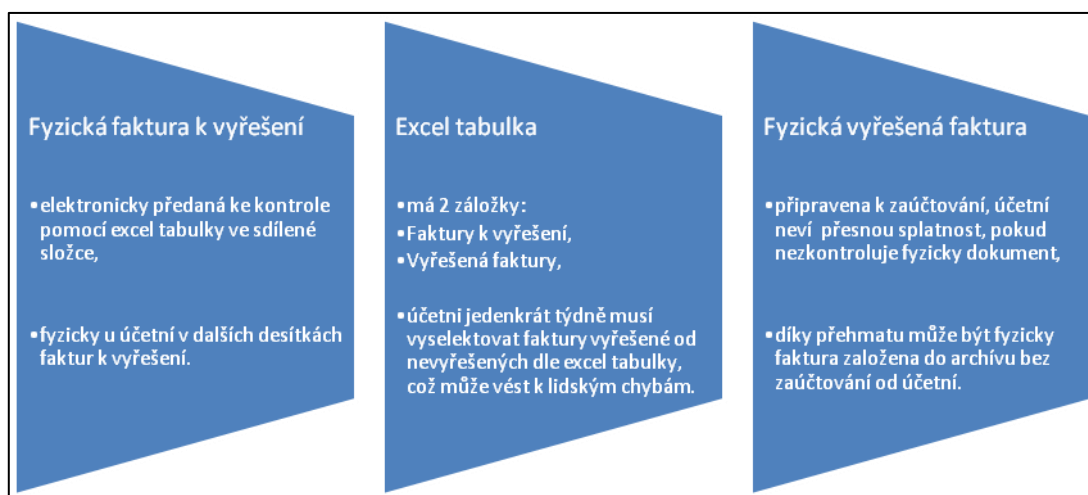 Fyzická faktura k vyřešení
•elektronicky předaná ke kontrole
pomocí excel tabulky ve sdílené
složce,
•fyzicky u účetní v dalších desítkách
faktur k vyřešení.
Excel tabulka
•má 2 záložky:
•Faktury k vyřešení,
•Vyřešená faktury,
•účetni jedenkrát týdně musí
vyselektovat faktury vyřešené od
nevyřešených dle excel tabulky,
což může vést k lidským chybám.
Fyzická vyřešená faktura
•připravena k zaúčtování, účetní
neví přesnou splatnost, pokud
nezkontroluje fyzicky dokument,
•díky přehmatu může být fyzicky
faktura založena do archívu bez
zaúčtování od účetní.